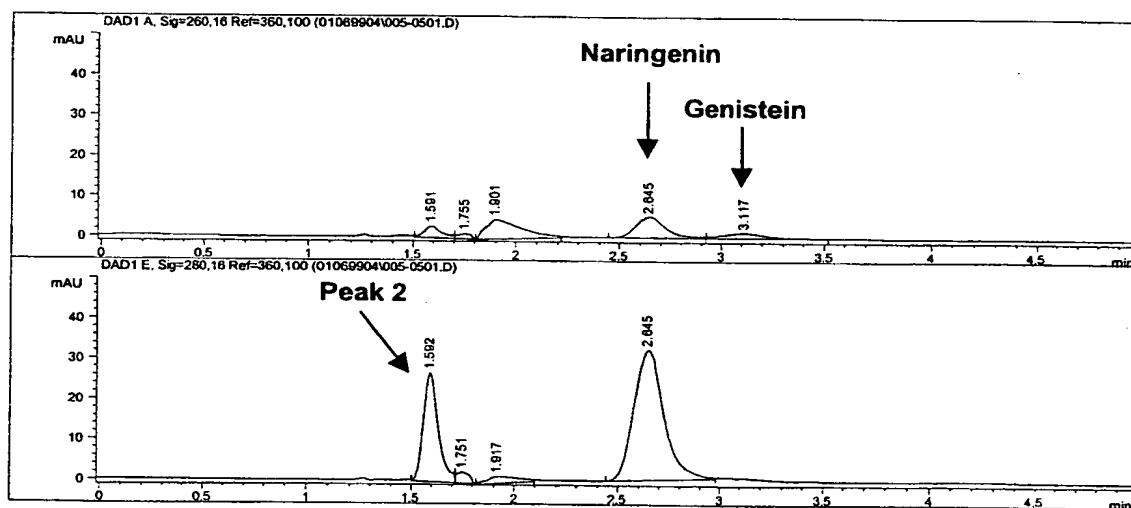 DAD1 A, Sig=260,16 Ref=360,100 (01069904\005-0501.D)
mAU
40
30
20
10
0
Naringenin
Genistein
1.591
1.755
1.901
2.645
3.117
0 0.5 1 1.5 2 2.5 3 3.5 4 4.5 min
DAD1 E, Sig=280,16 Ref=360,100 (01069904\005-0501.D)
mAU
40
30
20
10
0
Peak 2
1.592
1.751
1.917
2.645
0 0.5 1 1.5 2 2.5 3 3.5 4 4.5 min